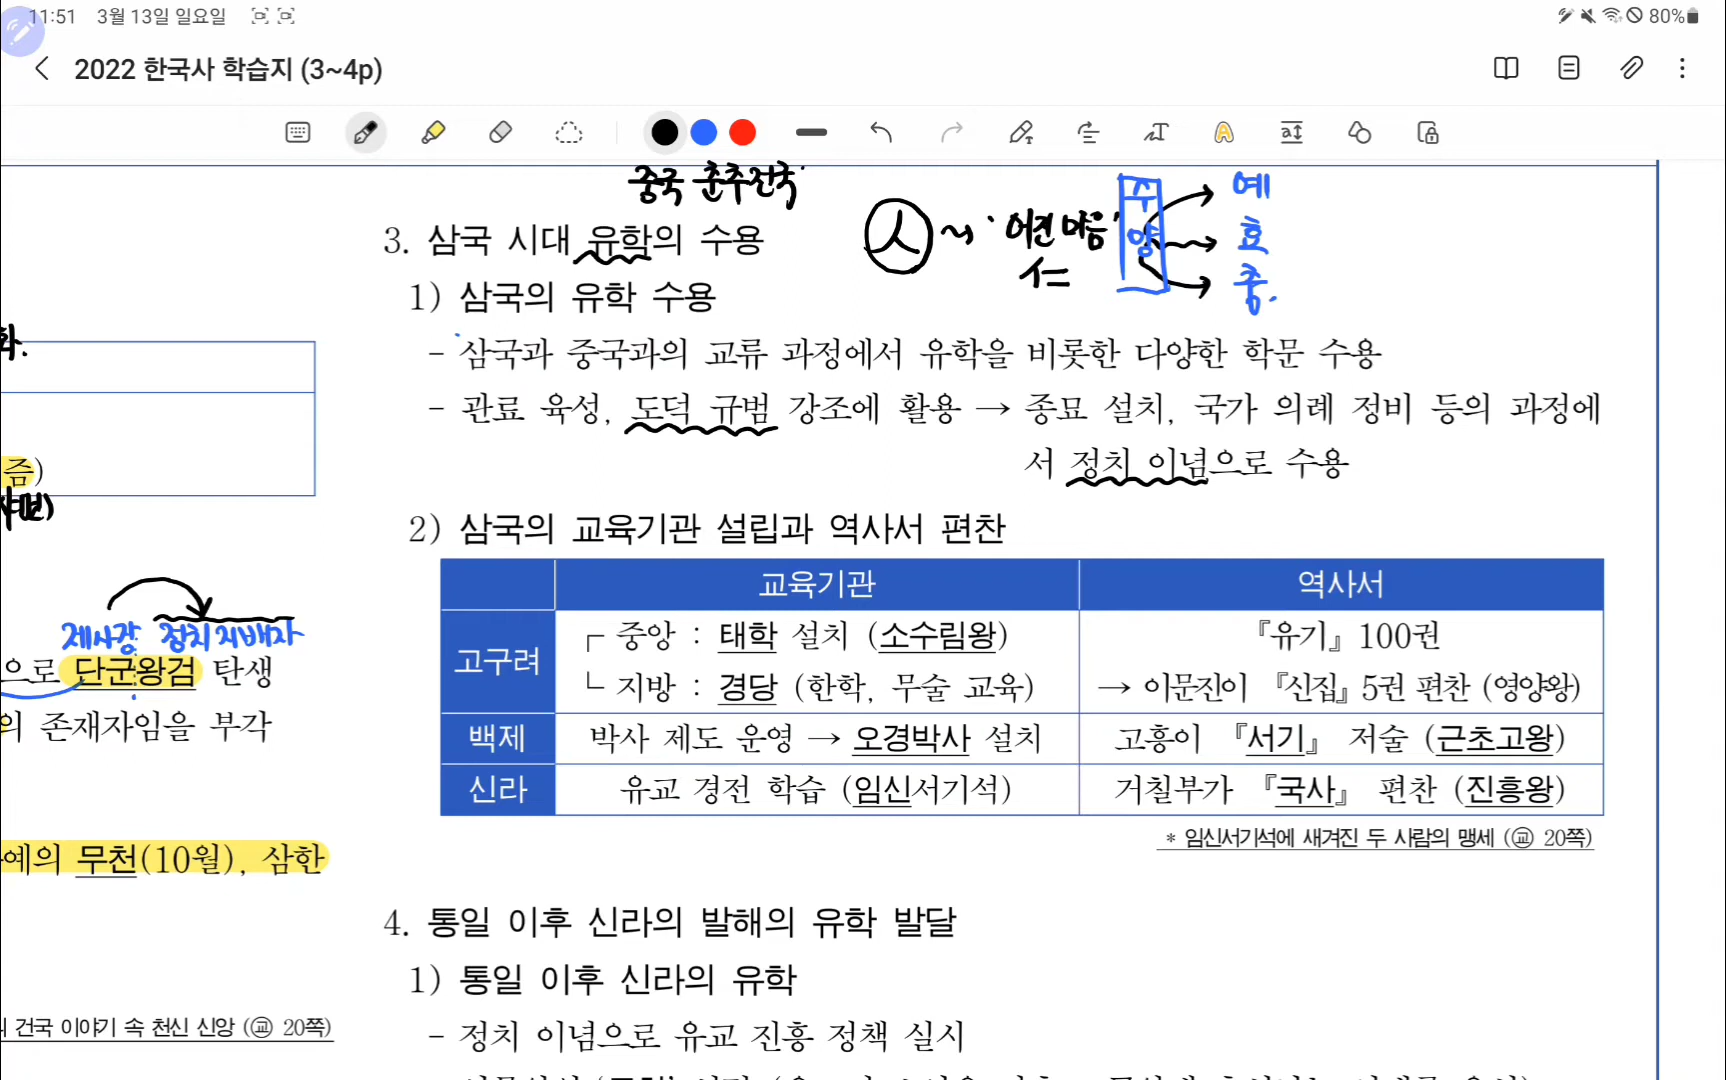 11:51 3월 13일 일요일
80%
2022 한국사 학습지 (3~4p)
중국 춘추전국
3. 삼국 시대 유학의 수용
人 ~> '어진 마음'
仁
수양
예
효
충.
1) 삼국의 유학 수용
- 삼국과 중국과의 교류 과정에서 유학을 비롯한 다양한 학문 수용
- 관료 육성, 도덕 규범 강조에 활용 → 종묘 설치, 국가 의례 정비 등의 과정에
서 정치 이념으로 수용
2) 삼국의 교육기관 설립과 역사서 편찬
교육기관 역사서
고구려
┌ 중앙 : 태학 설치 (소수림왕)
└ 지방 : 경당 (한학, 무술 교육)
『유기』 100권
→ 이문진이 『신집』 5권 편찬 (영양왕)
백제 박사 제도 운영 → 오경박사 설치 고흥이 『서기』 저술 (근초고왕)
신라 유교 경전 학습 (임신서기석) 거칠부가 『국사』 편찬 (진흥왕)
* 임신서기석에 새겨진 두 사람의 맹세 (㉿ 20쪽)
4. 통일 이후 신라의 발해의 유학 발달
1) 통일 이후 신라의 유학
- 정치 이념으로 유교 진흥 정책 실시
화.
즘)
제사장 정치 지배자
으로 단군왕검 탄생
의 존재자임을 부각
예의 무천(10월), 삼한
건국 이야기 속 천신 신앙 (㉿ 20쪽)